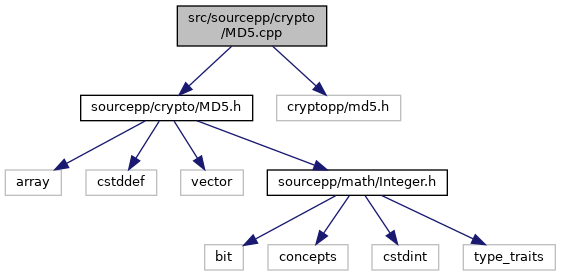 src/sourcepp/crypto
/MD5.cpp
sourcepp/crypto/MD5.h
cryptopp/md5.h
array
cstddef
vector
sourcepp/math/Integer.h
bit
concepts
cstdint
type_traits